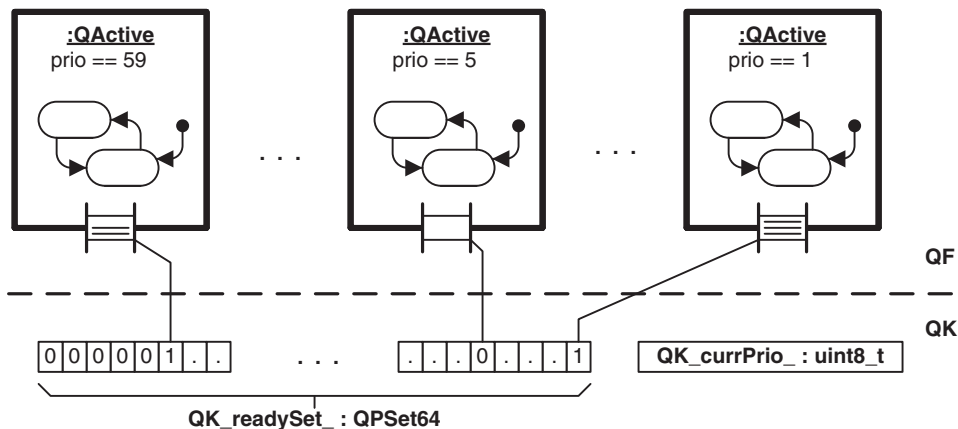 :QActive :QActive :QActive
prio == 59 prio == 5 prio == 1
. . . . . .
QF
QK
0 0 0 0 0 1 . . . . . . . . 0 . . . 1 QK_currPrio_ : uint8_t
QK_readySet_ : QPSet64